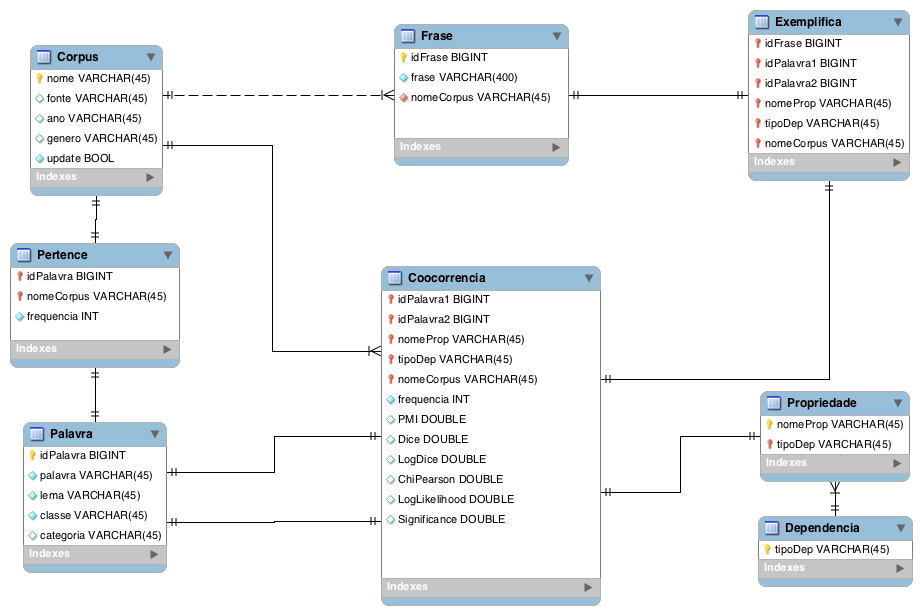 Corpus
nome VARCHAR(45)
fonte VARCHAR(45)
ano VARCHAR(45)
genero VARCHAR(45)
update BOOL
Indexes
Frase
idFrase BIGINT
frase VARCHAR(400)
nomeCorpus VARCHAR(45)
Indexes
Exemplifica
idFrase BIGINT
idPalavra1 BIGINT
idPalavra2 BIGINT
nomeProp VARCHAR(45)
tipoDep VARCHAR(45)
nomeCorpus VARCHAR(45)
Indexes
Pertence
idPalavra BIGINT
nomeCorpus VARCHAR(45)
frequencia INT
Indexes
Coocorrencia
idPalavra1 BIGINT
idPalavra2 BIGINT
nomeProp VARCHAR(45)
tipoDep VARCHAR(45)
nomeCorpus VARCHAR(45)
frequencia INT
PMI DOUBLE
Dice DOUBLE
LogDice DOUBLE
ChiPearson DOUBLE
LogLikelihood DOUBLE
Significance DOUBLE
Indexes
Palavra
idPalavra BIGINT
palavra VARCHAR(45)
lema VARCHAR(45)
classe VARCHAR(45)
categoria VARCHAR(45)
Indexes
Propriedade
nomeProp VARCHAR(45)
tipoDep VARCHAR(45)
Indexes
Dependencia
tipoDep VARCHAR(45)
Indexes